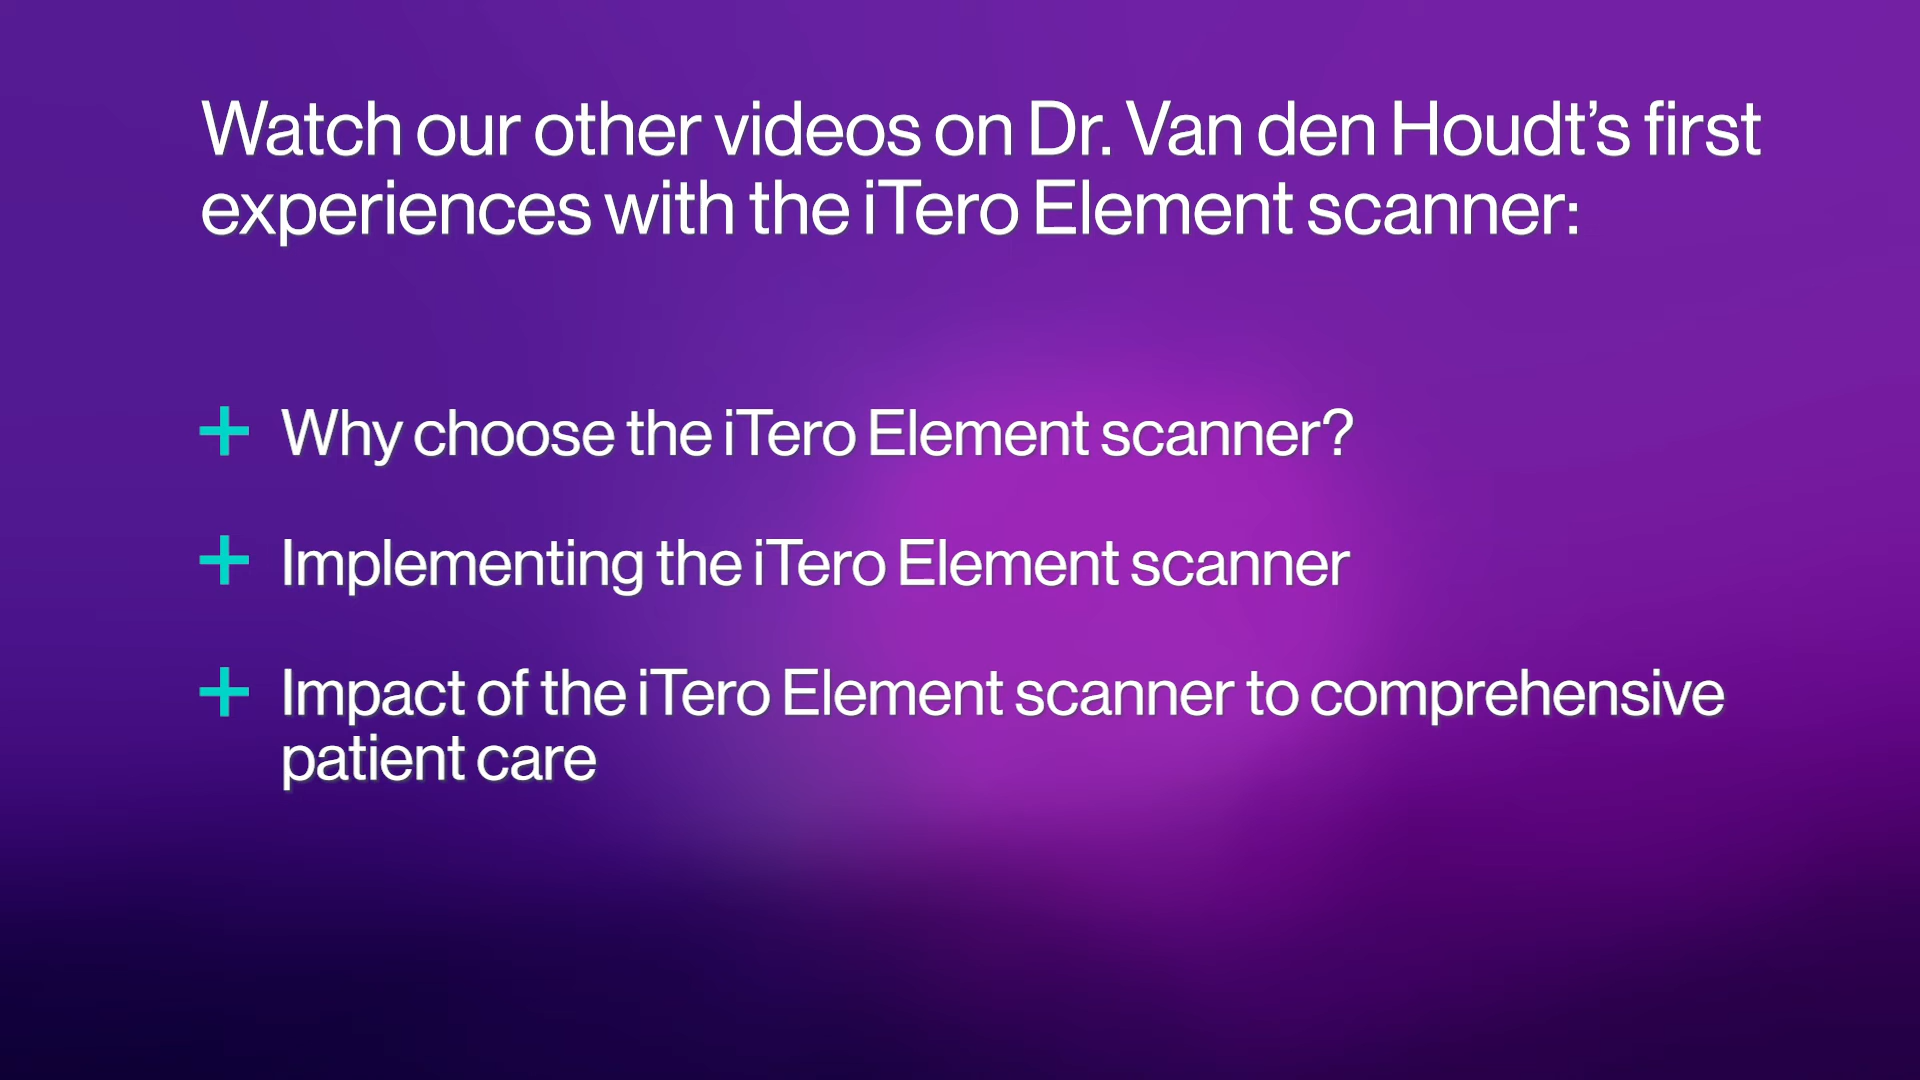 Watch our other videos on Dr. Van den Houdt’s first
experiences with the iTero Element scanner:
+ Why choose the iTero Element scanner?
+ Implementing the iTero Element scanner
+ Impact of the iTero Element scanner to comprehensive
patient care